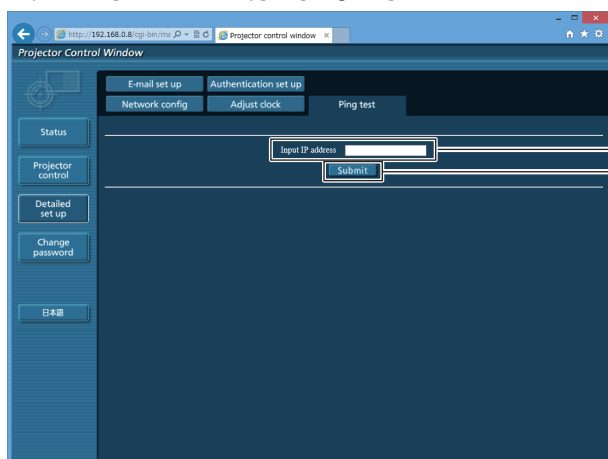 http://192.168.0.8/cgi-bin/me
Projector control window
Projector Control Window
E-mail set up
Authentication set up
Network config
Adjust clock
Ping test
Status
Input IP address
Submit
Projector
control
Detailed
set up
Change
password
日本語